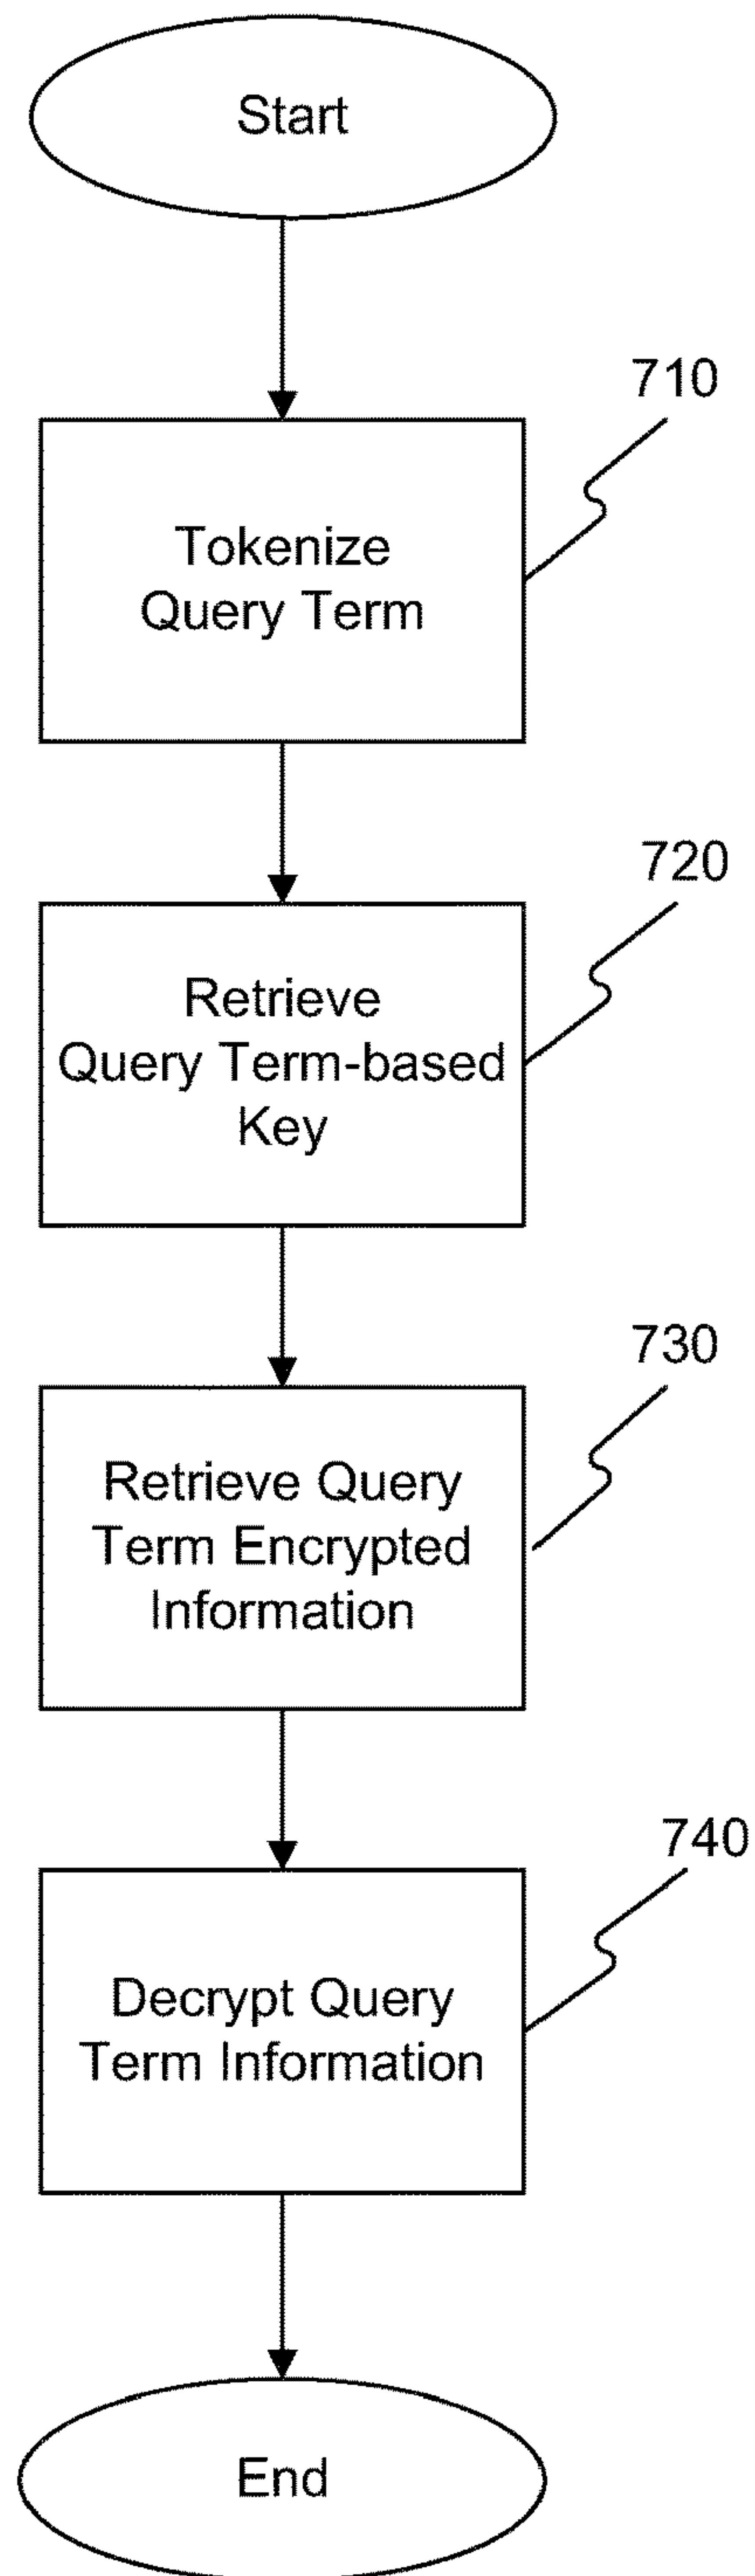 Start
710
Tokenize
Query Term
720
Retrieve
Query Term-based
Key
730
Retrieve Query
Term Encrypted
Information
740
Decrypt Query
Term Information
End